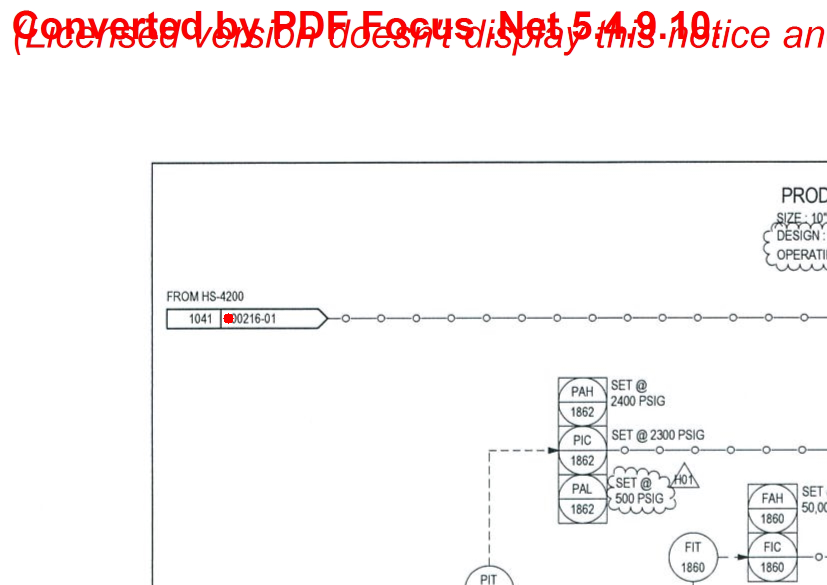 Converted by PDF Focus .Net 5.4.9.10.
(Licensed version doesn't display this notice an
PROD
SIZE : 10"
DESIGN :
OPERATI
FROM HS-4200
1041
00216-01
PAH
1862
SET @
2400 PSIG
PIC
1862
SET @ 2300 PSIG
PAL
1862
SET @
500 PSIG
H01
FAH
1860
SET
50,00
FIT
1860
FIC
1860
PIT